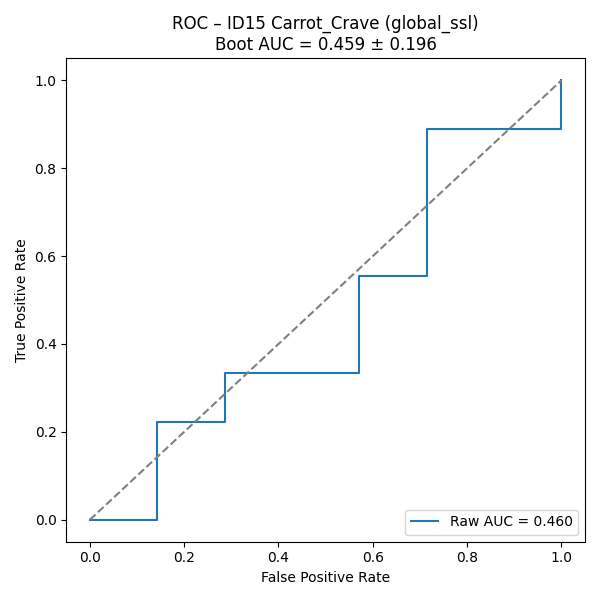 ROC – ID15 Carrot_Crave (global_ssl)
Boot AUC = 0.459 ± 0.196
True Positive Rate
1.0
0.8
0.6
0.4
0.2
0.0
Raw AUC = 0.460
0.0 0.2 0.4 0.6 0.8 1.0
False Positive Rate